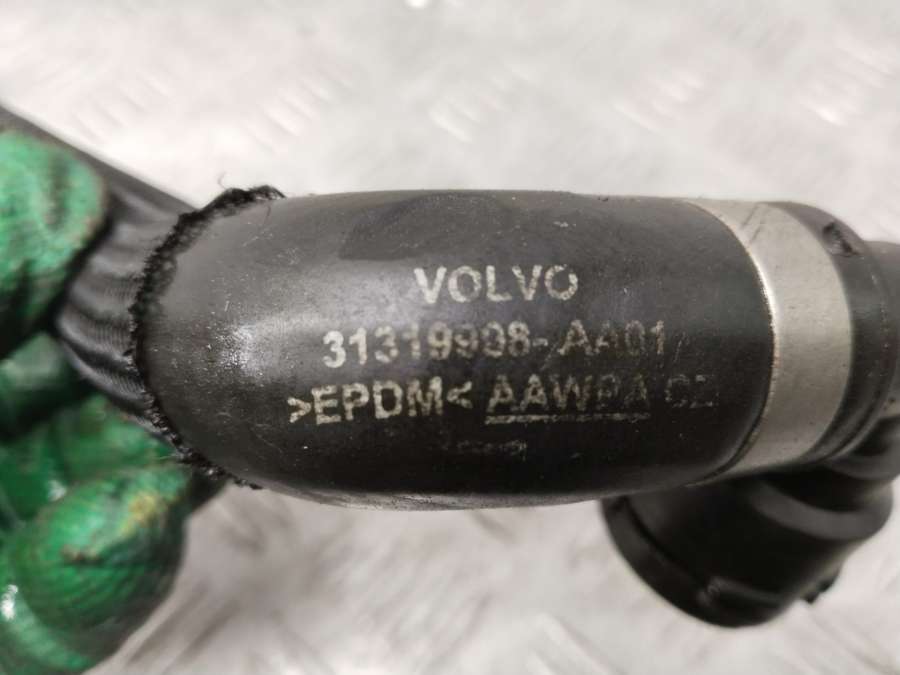 VOLVO
31319908-AA01
>EPDM< AAWPA CZ